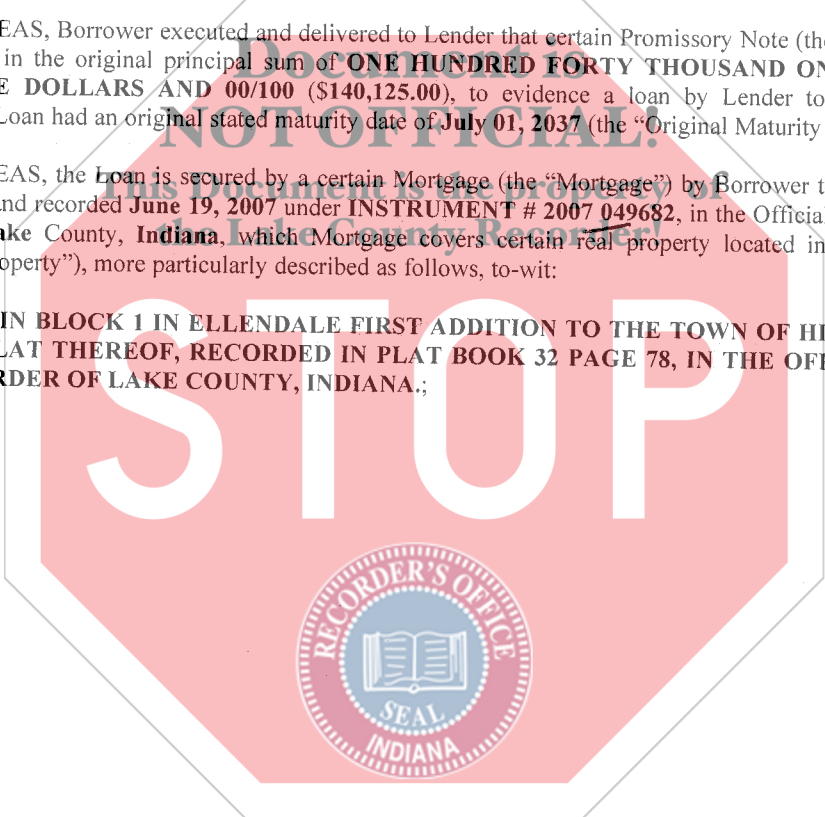 EAS, Borrower executed and delivered to Lender that certain Promissory Note (the
in the original principal sum of ONE HUNDRED FORTY THOUSAND ON
E DOLLARS AND 00/100 ($140,125.00), to evidence a loan by Lender to
Loan had an original stated maturity date of July 01, 2037 (the “Original Maturity
EAS, the Loan is secured by a certain Mortgage (the “Mortgage”) by Borrower t
nd recorded June 19, 2007 under INSTRUMENT # 2007 049682, in the Official
ake County, Indiana, which Mortgage covers certain real property located in
operty”), more particularly described as follows, to-wit:
IN BLOCK 1 IN ELLENDALE FIRST ADDITION TO THE TOWN OF HI
LAT THEREOF, RECORDED IN PLAT BOOK 32 PAGE 78, IN THE OFF
RDER OF LAKE COUNTY, INDIANA.;
Document is
NOT OFFICIAL!
This Document is the property of
the Lake County Recorder!
STOP
RECORDER'S OFFICE
SEAL
INDIANA